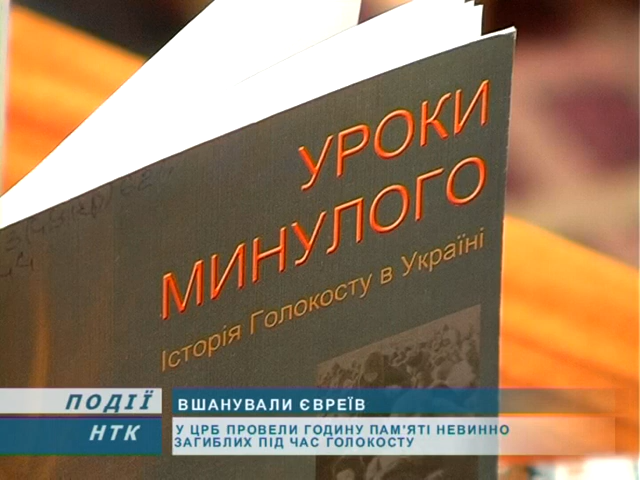 УРОКИ
МИНУЛОГО
Історія Голокосту в Україні
ПОДІЇ
НТК
ВШАНУВАЛИ ЄВРЕЇВ
У ЦРБ ПРОВЕЛИ ГОДИНУ ПАМ'ЯТІ НЕВИННО
ЗАГИБЛИХ ПІД ЧАС ГОЛОКОСТУ